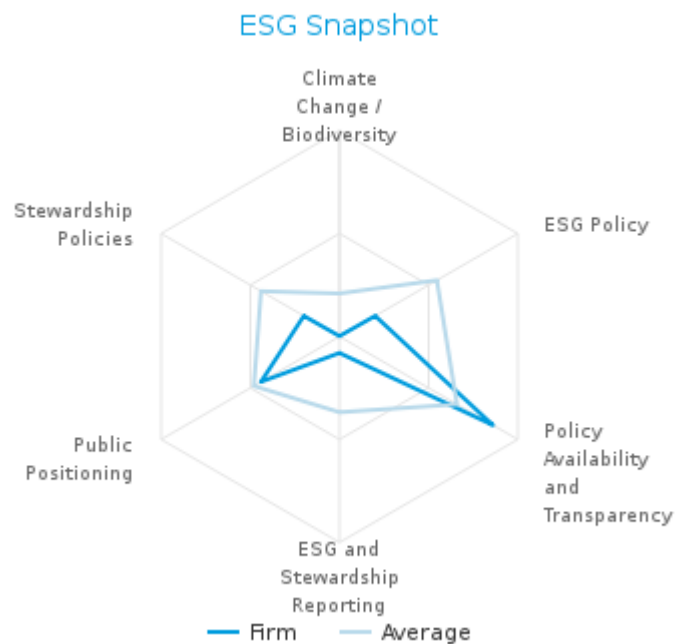 ESG Snapshot
Climate
Change /
Biodiversity
Stewardship
Policies
ESG Policy
Public
Positioning
Policy
Availability
and
Transparency
ESG and
Stewardship
Reporting
Firm
Average